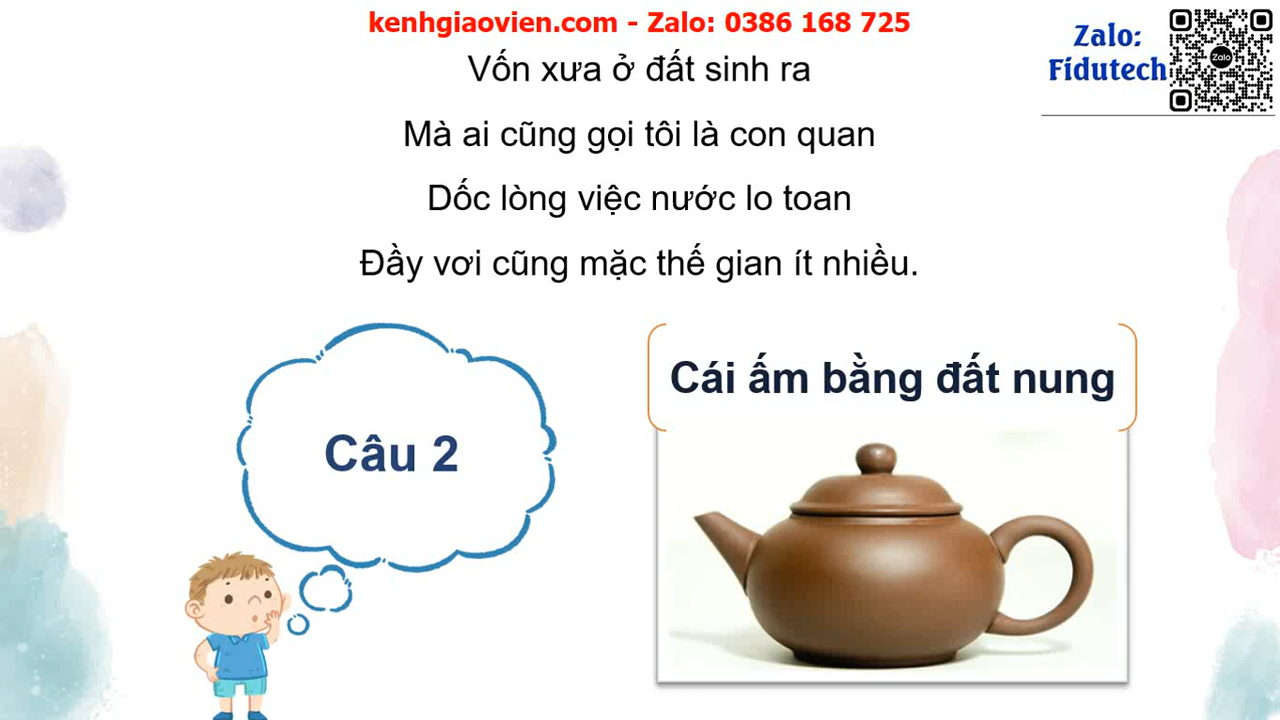 kenhgiaovien.com - Zalo: 0386 168 725
Zalo:
Fidutech
Zalo
Vốn xưa ở đất sinh ra
Mà ai cũng gọi tôi là con quan
Dốc lòng việc nước lo toan
Đầy vơi cũng mặc thế gian ít nhiều.
Câu 2
Cái ấm bằng đất nung